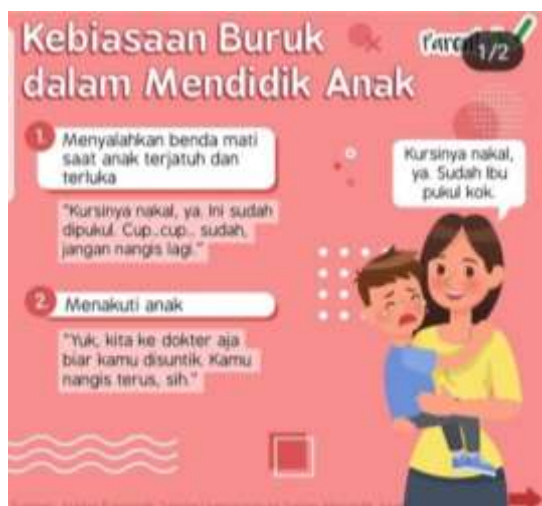 Kebiasaan Buruk
dalam Mendidik Anak
1/2
1. Menyalahkan benda mati
saat anak terjatuh dan
terluka
"Kursinya nakal, ya. Ini sudah
dipukul. Cup..cup.. sudah,
jangan nangis lagi."
2. Menakuti anak
"Yuk, kita ke dokter aja
biar kamu disuntik. Kamu
nangis terus, sih."
Kursinya nakal,
ya. Sudah Ibu
pukul kok.